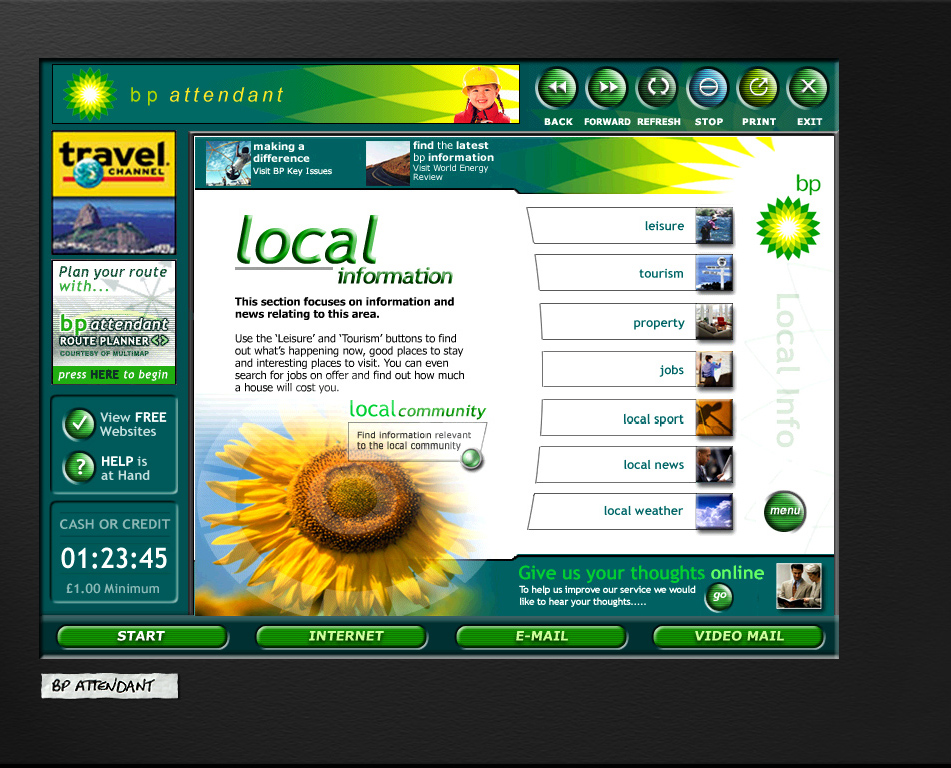 bp attendant
BACK
FORWARD
REFRESH
STOP
PRINT
EXIT
travel.
CHANNEL
making a
difference
Visit BP Key Issues
find the latest
bp information
Visit World Energy
Review
bp
Plan your route
with...
bp attendant
ROUTE PLANNER
COURTESY OF MULTIMAP
press HERE to begin
View FREE
Websites
HELP is
at Hand
CASH OR CREDIT
01:23:45
£1.00 Minimum
local
information
This section focuses on information and
news relating to this area.
Use the ‘Leisure’ and ‘Tourism’ buttons to find
out what’s happening now, good places to stay
and interesting places to visit. You can even
search for jobs on offer and find out how much
a house will cost you.
local community
Find information relevant
to the local community
leisure
tourism
property
jobs
local sport
local news
local weather
Local Info
menu
Give us your thoughts online
To help us improve our service we would
like to hear your thoughts.....
go
START
INTERNET
E-MAIL
VIDEO MAIL
BP ATTENDANT